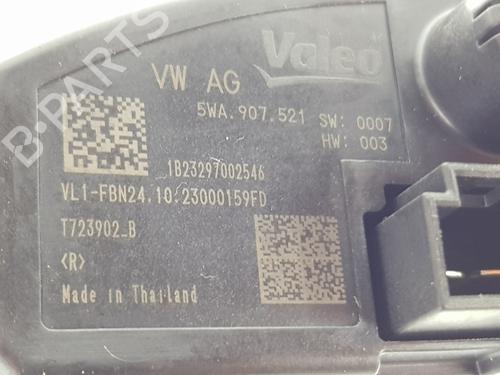 Valeo
VW AG
5WA.907.521 SW: 0007
HW: 003
1B23297002546
VL1-FBN24.10.23000159FD
T723902_B
<R>
Made in Thailand
B-Parts